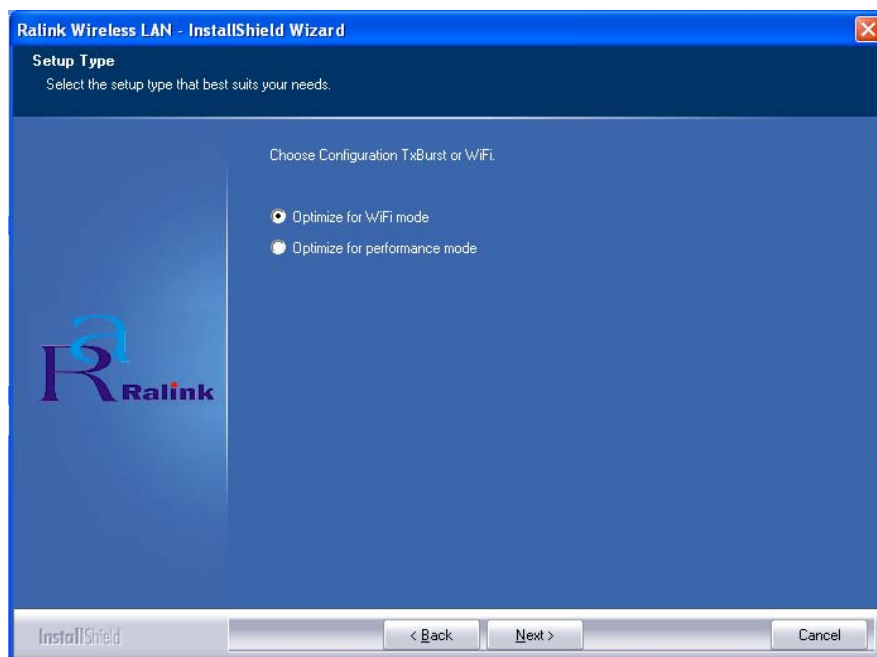 Ralink Wireless LAN - InstallShield Wizard
Setup Type
Select the setup type that best suits your needs.
Choose Configuration TxBurst or WiFi.
Optimize for WiFi mode
Optimize for performance mode
Ra
Ralink
InstallShield
< Back
Next >
Cancel